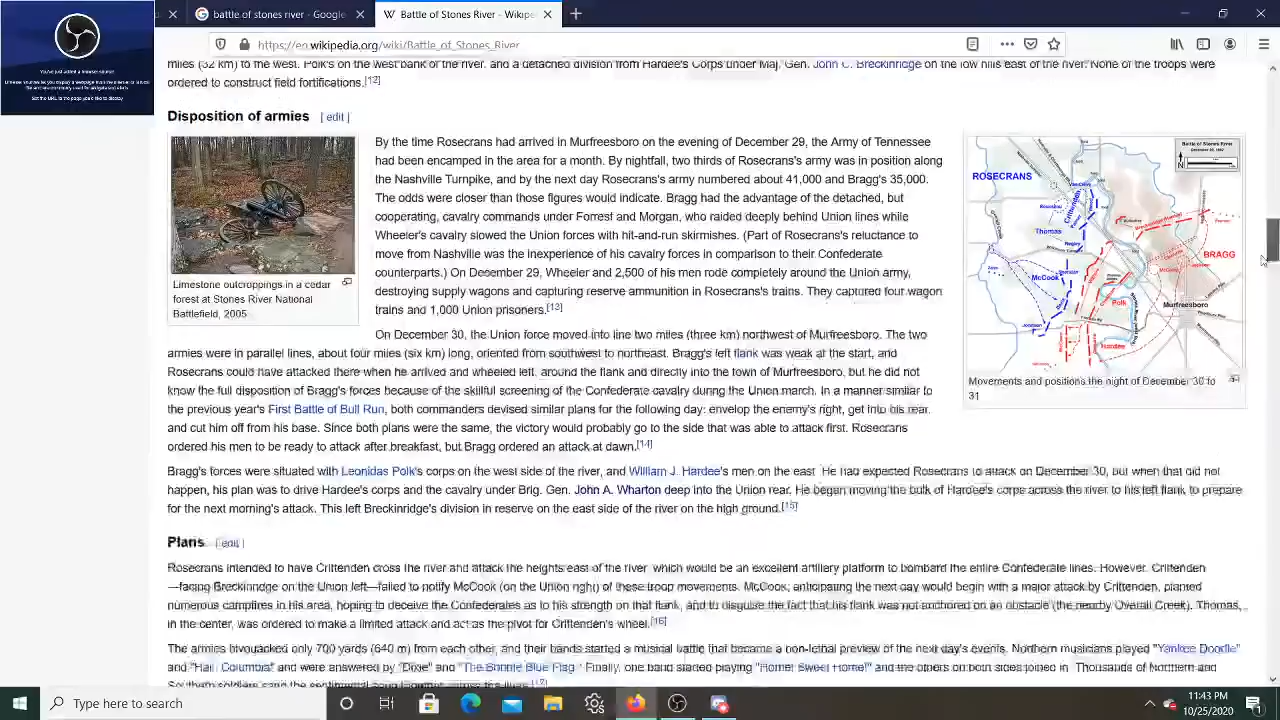 battle of stones river - Google
Battle of Stones River - Wikipe
https://en.wikipedia.org/wiki/Battle_of_Stones_River
You've just added a browser source!
miles (32 km) to the west. Polk's on the west bank of the river, and a detached division from Hardee's Corps under Maj. Gen. John C. Breckinridge on the low hills east of the river. None of the troops were
ordered to construct field fortifications.[12]
Disposition of armies [ edit ]
By the time Rosecrans had arrived in Murfreesboro on the evening of December 29, the Army of Tennessee
had been encamped in the area for a month. By nightfall, two thirds of Rosecrans's army was in position along
the Nashville Turnpike, and by the next day Rosecrans's army numbered about 41,000 and Bragg's 35,000.
The odds were closer than those figures would indicate. Bragg had the advantage of the detached, but
cooperating, cavalry commands under Forrest and Morgan, who raided deeply behind Union lines while
Wheeler's cavalry slowed the Union forces with hit-and-run skirmishes. (Part of Rosecrans's reluctance to
move from Nashville was the inexperience of his cavalry forces in comparison to their Confederate
counterparts.) On December 29, Wheeler and 2,500 of his men rode completely around the Union army,
destroying supply wagons and capturing reserve ammunition in Rosecrans's trains. They captured four wagon
trains and 1,000 Union prisoners.[13]
Limestone outcroppings in a cedar
forest at Stones River National
Battlefield, 2005
Battle of Stones River
ROSECRANS
Thomas
McCook
BRAGG
Polk
Murfreesboro
Movements and positions the night of December 30 to
31
On December 30, the Union force moved into line two miles (three km) northwest of Murfreesboro. The two
armies were in parallel lines, about four miles (six km) long, oriented from southwest to northeast. Bragg's left flank was weak at the start, and
Rosecrans could have attacked there when he arrived and wheeled left, around the flank and directly into the town of Murfreesboro, but he did not
know the full disposition of Bragg's forces because of the skillful screening of the Confederate cavalry during the Union march. In a manner similar to
the previous year's First Battle of Bull Run, both commanders devised similar plans for the following day: envelop the enemy's right, get into his rear,
and cut him off from his base. Since both plans were the same, the victory would probably go to the side that was able to attack first. Rosecrans
ordered his men to be ready to attack after breakfast, but Bragg ordered an attack at dawn.[14]
Bragg's forces were situated with Leonidas Polk's corps on the west side of the river, and William J. Hardee's men on the east. He had expected Rosecrans to attack on December 30, but when that did not
happen, his plan was to drive Hardee's corps and the cavalry under Brig. Gen. John A. Wharton deep into the Union rear. He began moving the bulk of Hardee's corps across the river to his left flank, to prepare
for the next morning's attack. This left Breckinridge's division in reserve on the east side of the river on the high ground.[15]
Plans [ edit ]
Rosecrans intended to have Crittenden cross the river and attack the heights east of the river, which would be an excellent artillery platform to bombard the entire Confederate lines. However, Crittenden
—facing Breckinridge on the Union left—failed to notify McCook (on the Union right) of these troop movements. McCook, anticipating the next day would begin with a major attack by Crittenden, planted
numerous campfires in his area, hoping to deceive the Confederates as to his strength on that flank, and to disguise the fact that his flank was not anchored on an obstacle (the nearby Overall Creek). Thomas,
in the center, was ordered to make a limited attack and act as the pivot for Crittenden's wheel.[16]
The armies bivouacked only 700 yards (640 m) from each other, and their bands started a musical battle that became a non-lethal preview of the next day's events. Northern musicians played "Yankee Doodle"
and "Hail, Columbia" and were answered by "Dixie" and "The Bonnie Blue Flag". Finally, one band started playing "Home! Sweet Home!" and the others on both sides joined in. Thousands of Northern and
Southern soldiers sang the sentimental song together across the lines.[17]
Type here to search
11:43 PM
10/25/2020